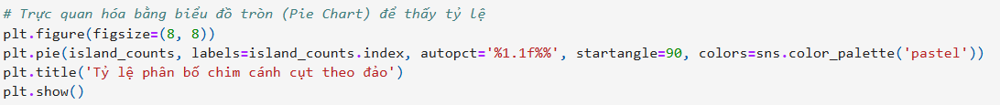 # Trực quan hóa bằng biểu đồ tròn (Pie Chart) để thấy tỷ lệ
plt.figure(figsize=(8, 8))
plt.pie(island_counts, labels=island_counts.index, autopct='%1.1f%%', startangle=90, colors=sns.color_palette('pastel'))
plt.title('Tỷ lệ phân bố chim cánh cụt theo đảo')
plt.show()